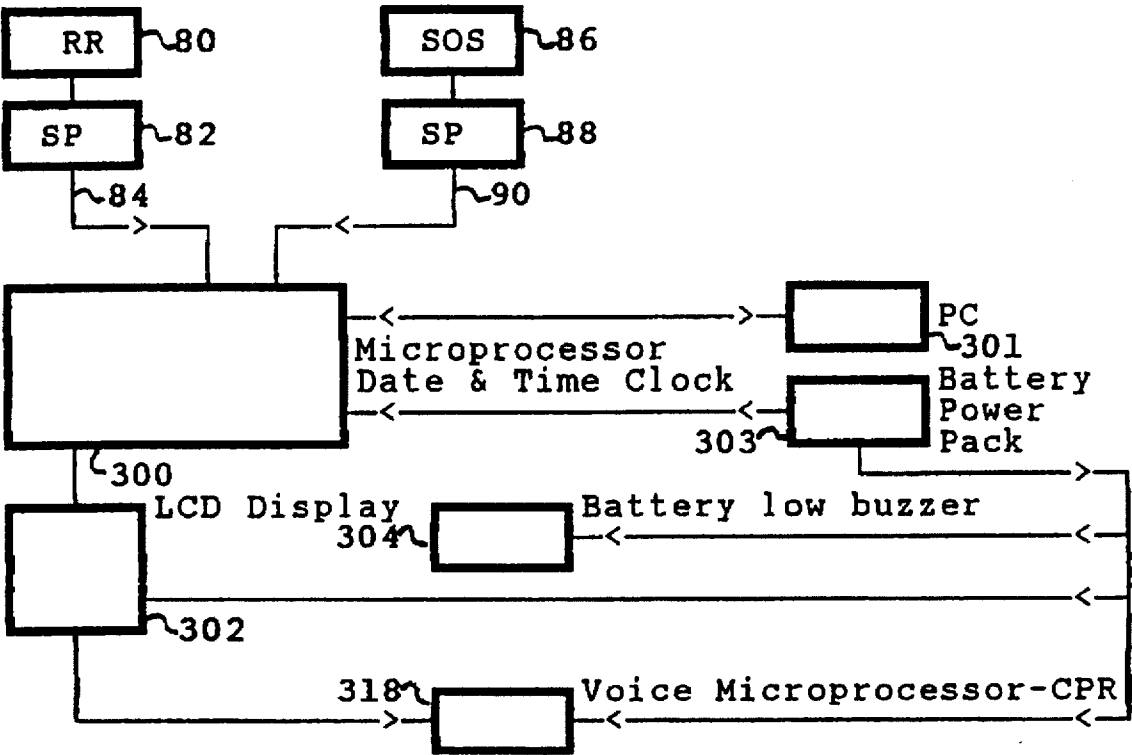 RR
80
SOS
86
SP
82
SP
88
84
90
PC
301
Microprocessor
Date & Time Clock
Battery
Power
Pack
303
300
LCD Display
304
Battery low buzzer
302
318
Voice Microprocessor-CPR